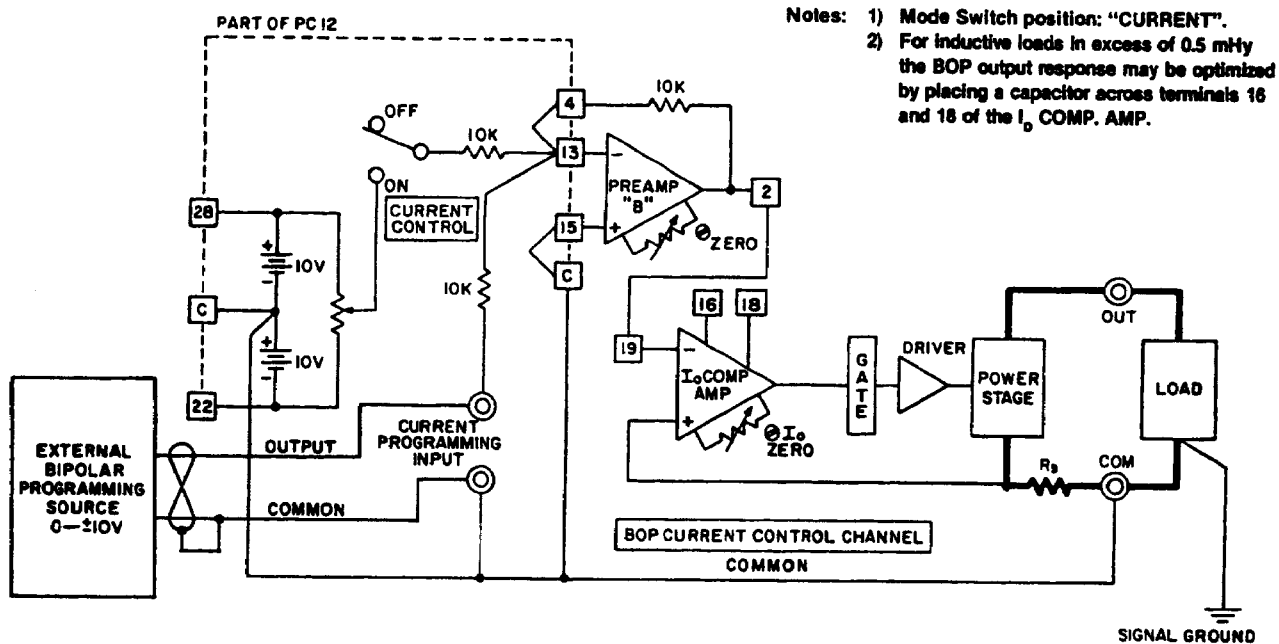 PART OF PC 12
Notes: 1) Mode Switch position: "CURRENT".
2) For inductive loads in excess of 0.5 mHy
the BOP output response may be optimized
by placing a capacitor across terminals 16
and 18 of the Io COMP. AMP.
OFF
10K
4
10K
13
−
PREAMP
"B"
+
ZERO
2
ON
CURRENT
CONTROL
28
+
10V
−
15
C
10K
C
+
10V
−
22
16
18
19
−
Io COMP
AMP
+
Io
ZERO
GATE
DRIVER
POWER
STAGE
OUT
LOAD
Rs
COM
EXTERNAL
BIPOLAR
PROGRAMMING
SOURCE
0—±10V
OUTPUT
COMMON
CURRENT
PROGRAMMING
INPUT
BOP CURRENT CONTROL CHANNEL
COMMON
SIGNAL GROUND